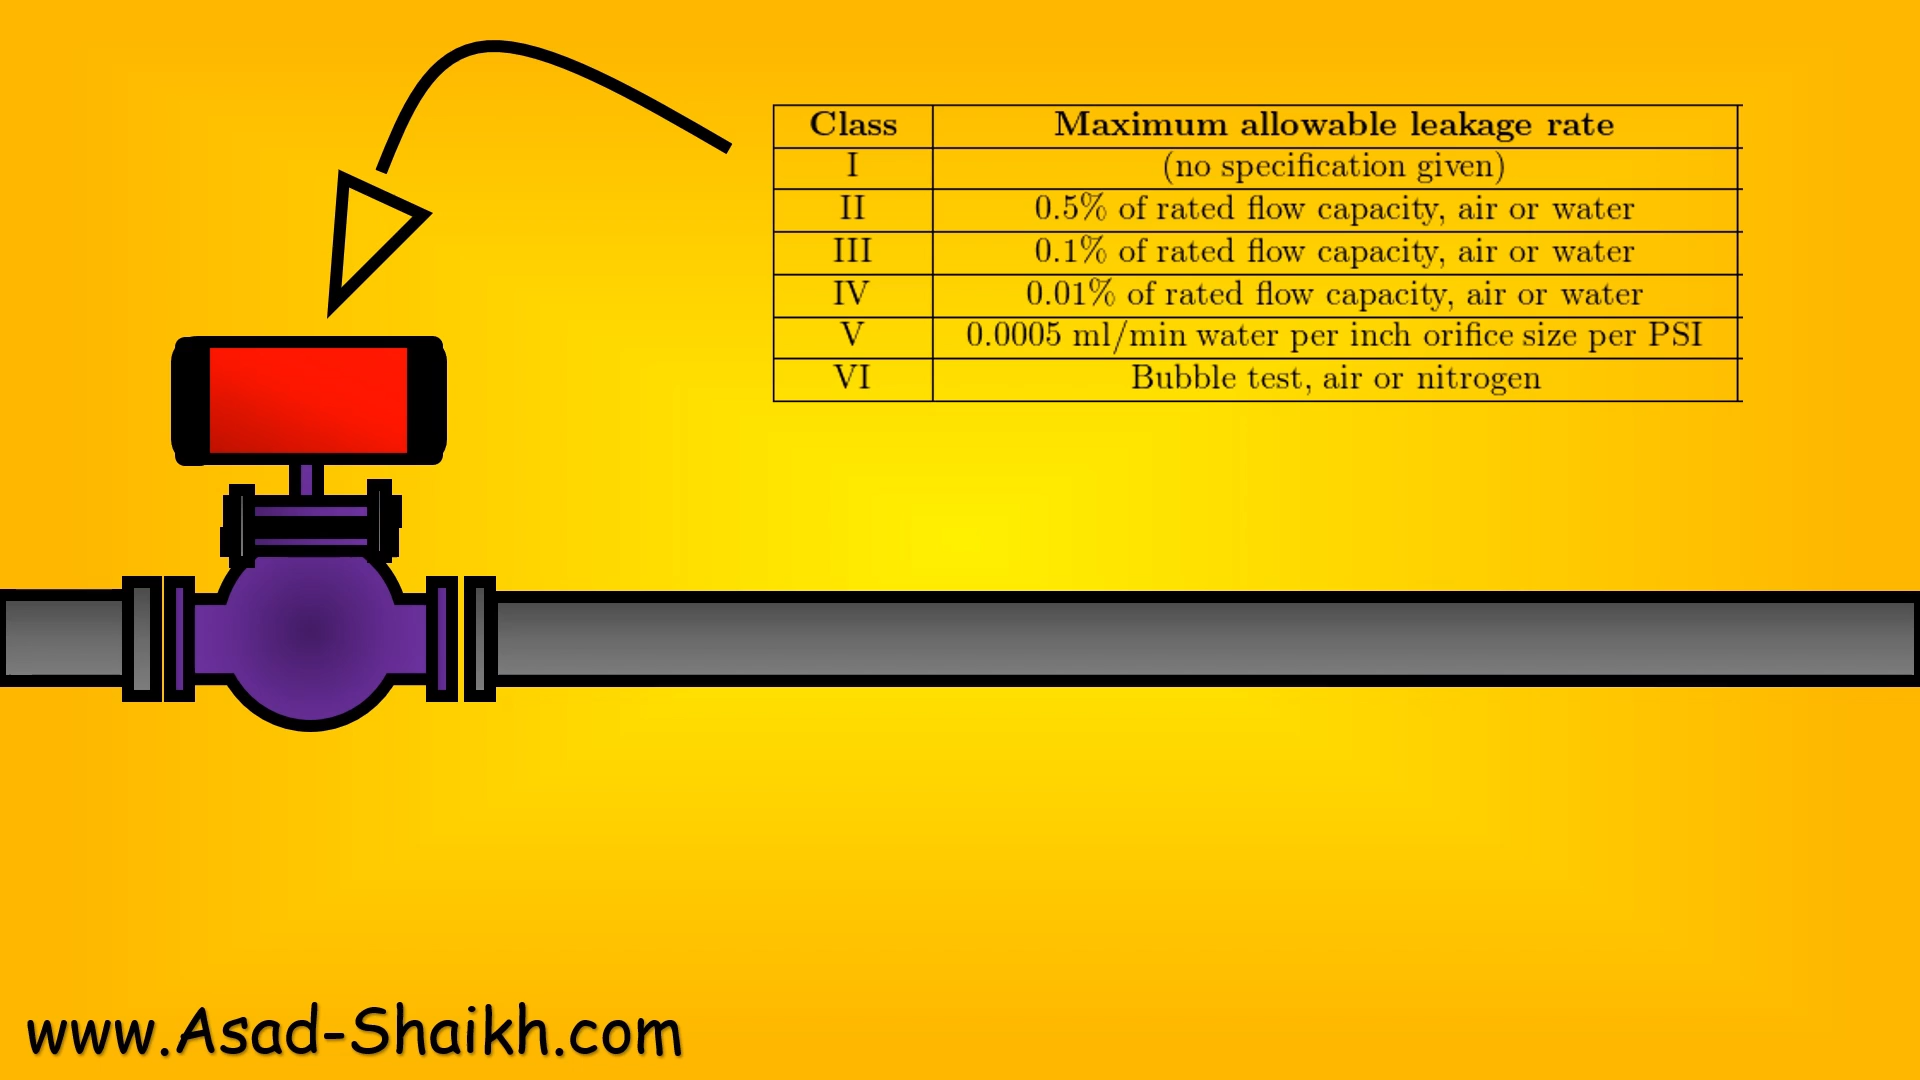 Class Maximum allowable leakage rate
I (no specification given)
II 0.5% of rated flow capacity, air or water
III 0.1% of rated flow capacity, air or water
IV 0.01% of rated flow capacity, air or water
V 0.0005 ml/min water per inch orifice size per PSI
VI Bubble test, air or nitrogen
www.Asad-Shaikh.com